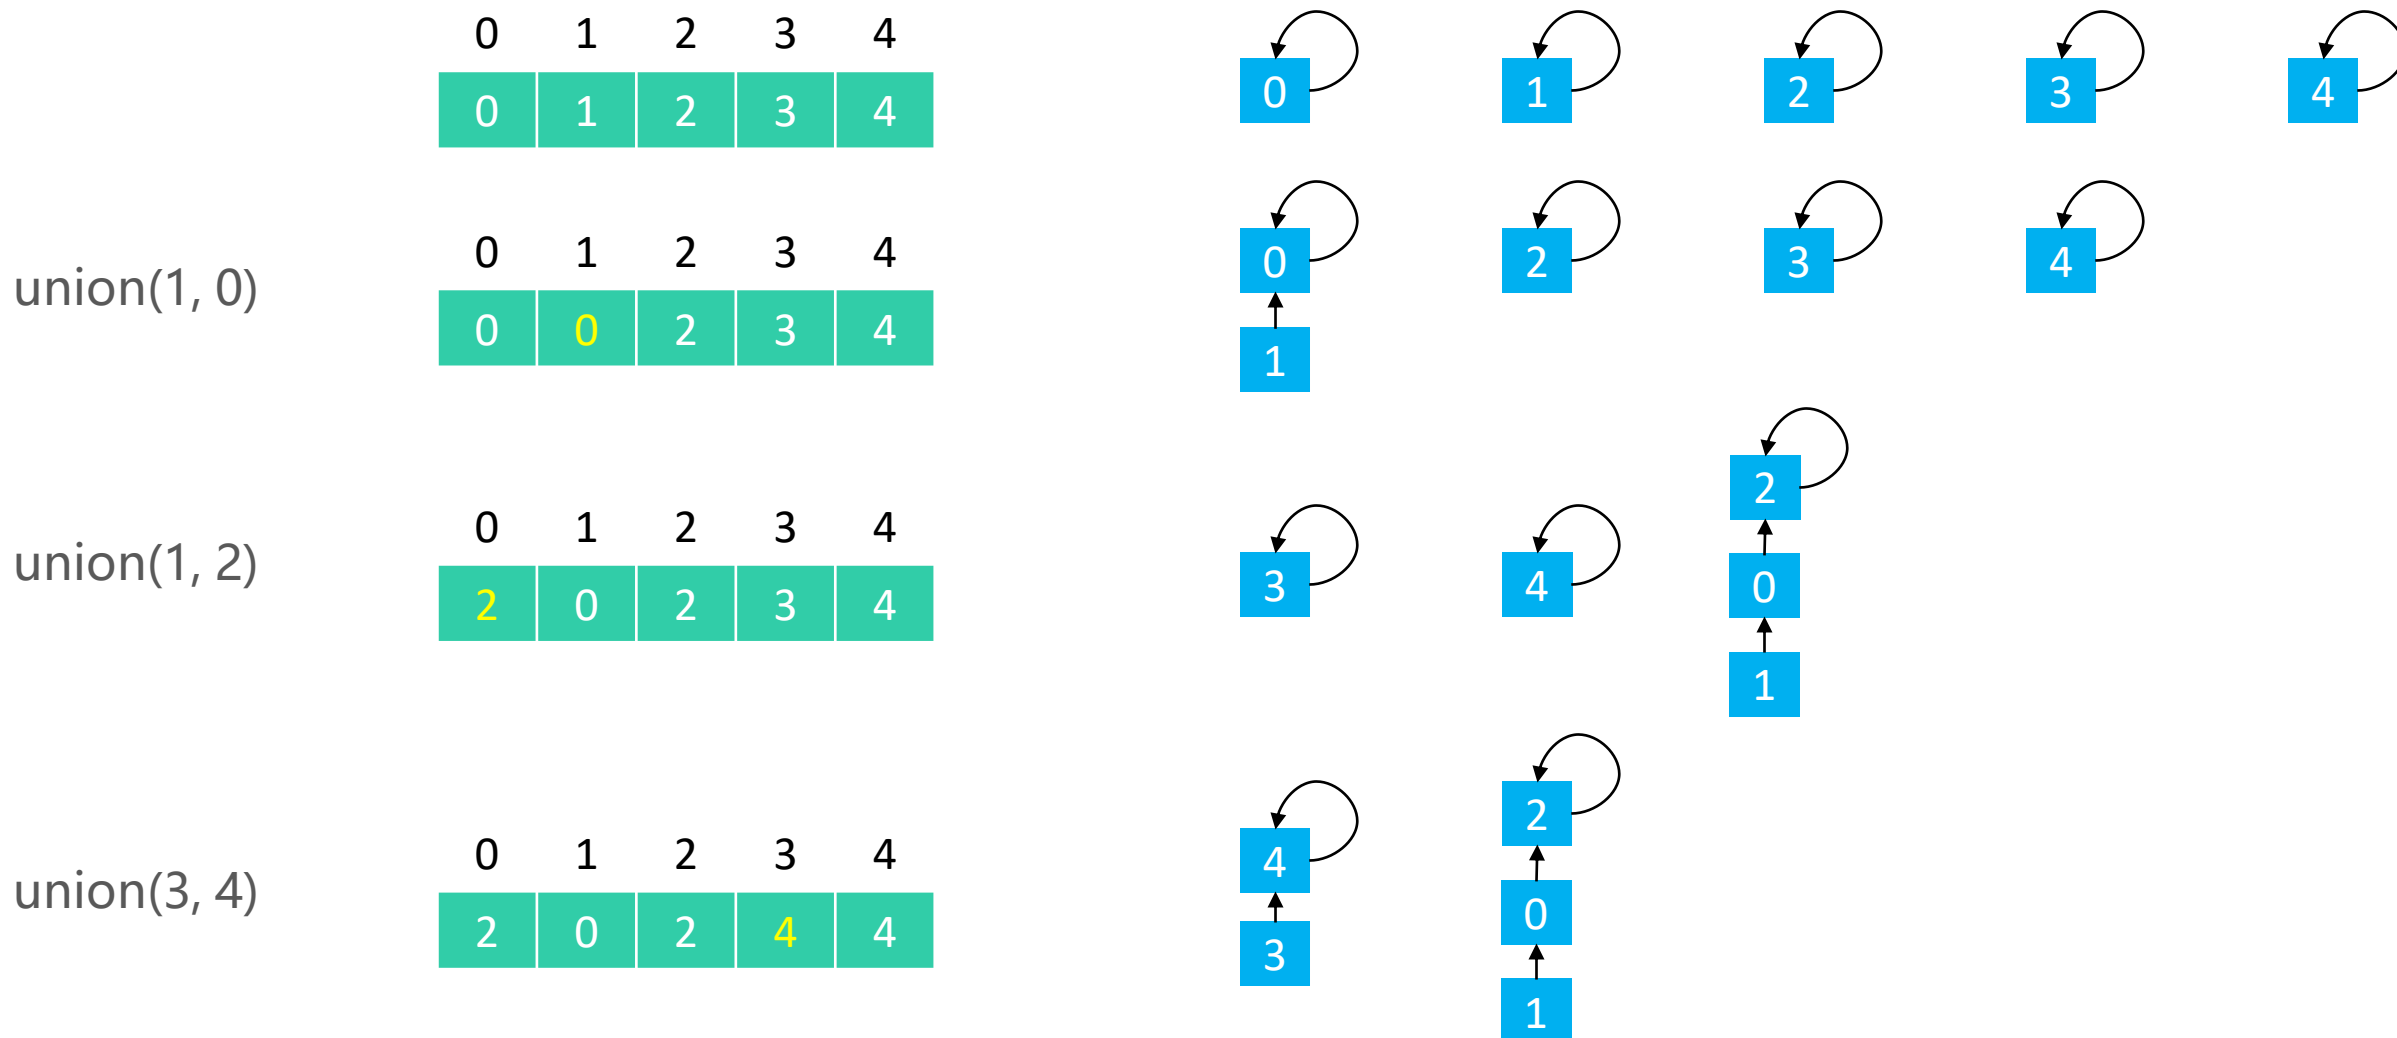 0 1 2 3 4
0 1 2 3 4
0 1 2 3 4
union(1, 0)
0 1 2 3 4
0 0 2 3 4
0 2 3 4
1
union(1, 2)
0 1 2 3 4
2 0 2 3 4
3 4
2
0
1
union(3, 4)
0 1 2 3 4
2 0 2 4 4
4
3
2
0
1